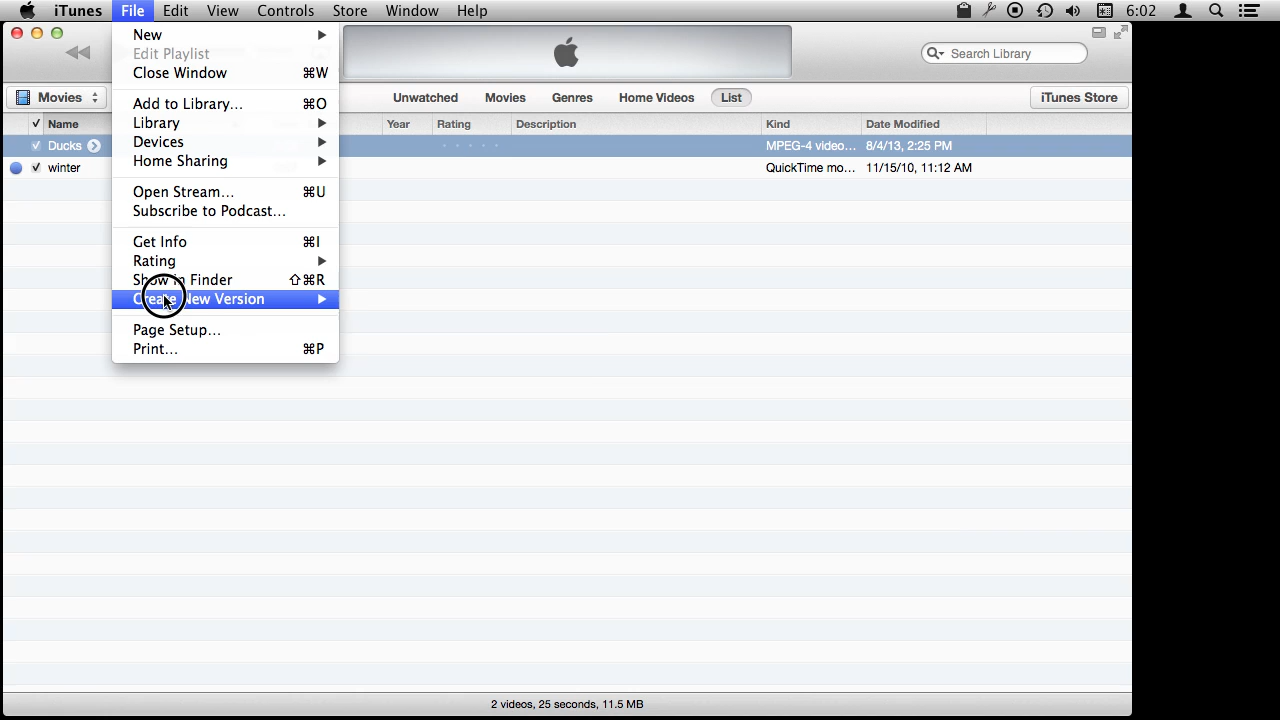 iTunes File Edit View Controls Store Window Help 6:02
New
Edit Playlist
Close Window ⌘W
Add to Library... ⌘O
Library
Devices
Home Sharing
Open Stream... ⌘U
Subscribe to Podcast...
Get Info ⌘I
Rating
Show in Finder ⇧⌘R
Create New Version
Page Setup...
Print... ⌘P
Search Library
Movies Unwatched Movies Genres Home Videos List iTunes Store
✓ Name Year Rating Description Kind Date Modified
Ducks MPEG-4 video... 8/4/13, 2:25 PM
winter QuickTime mo... 11/15/10, 11:12 AM
2 videos, 25 seconds, 11.5 MB